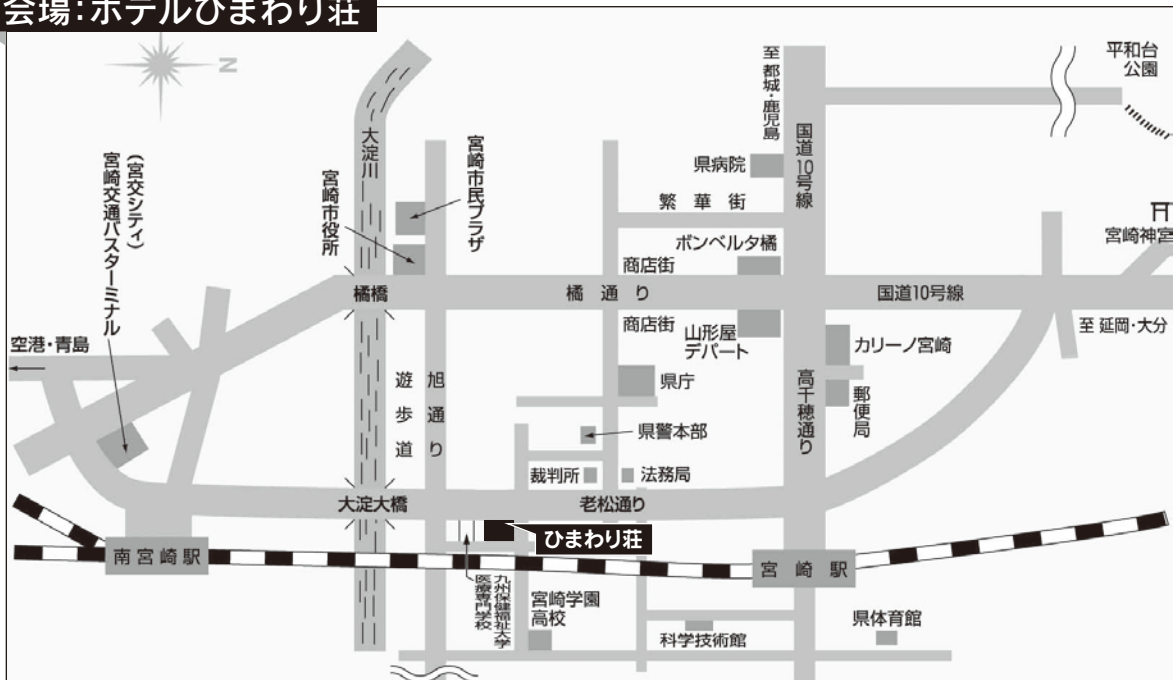 会場：ホテルひまわり荘
N
平和台
公園
至 都城・鹿児島
国道10号線
大淀川
宮崎市民プラザ
宮崎市役所
(宮交シティ)
宮崎交通バスターミナル
県病院
繁華街
ボンベルタ橘
商店街
宮崎神宮
橘橋
橘通り
国道10号線
商店街
山形屋
デパート
カリーノ宮崎
至 延岡・大分
空港・青島
遊歩道
旭通り
県庁
高千穂通り
郵便局
県警本部
裁判所
法務局
大淀大橋
老松通り
ひまわり荘
南宮崎駅
宮崎駅
九州保健福祉大学
医療専門学校
宮崎学園
高校
科学技術館
県体育館